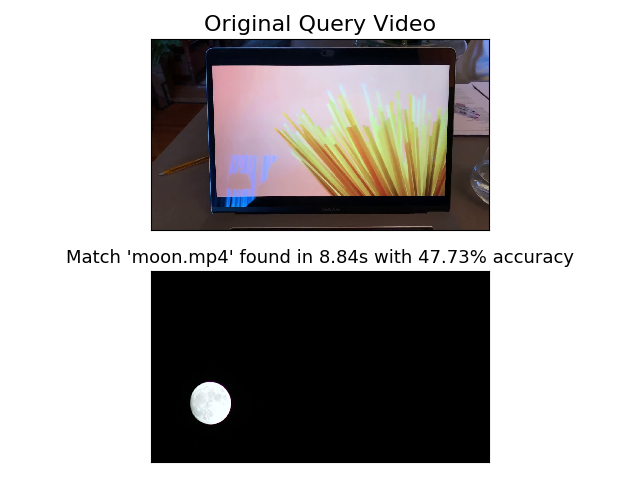 Original Query Video
Match 'moon.mp4' found in 8.84s with 47.73% accuracy